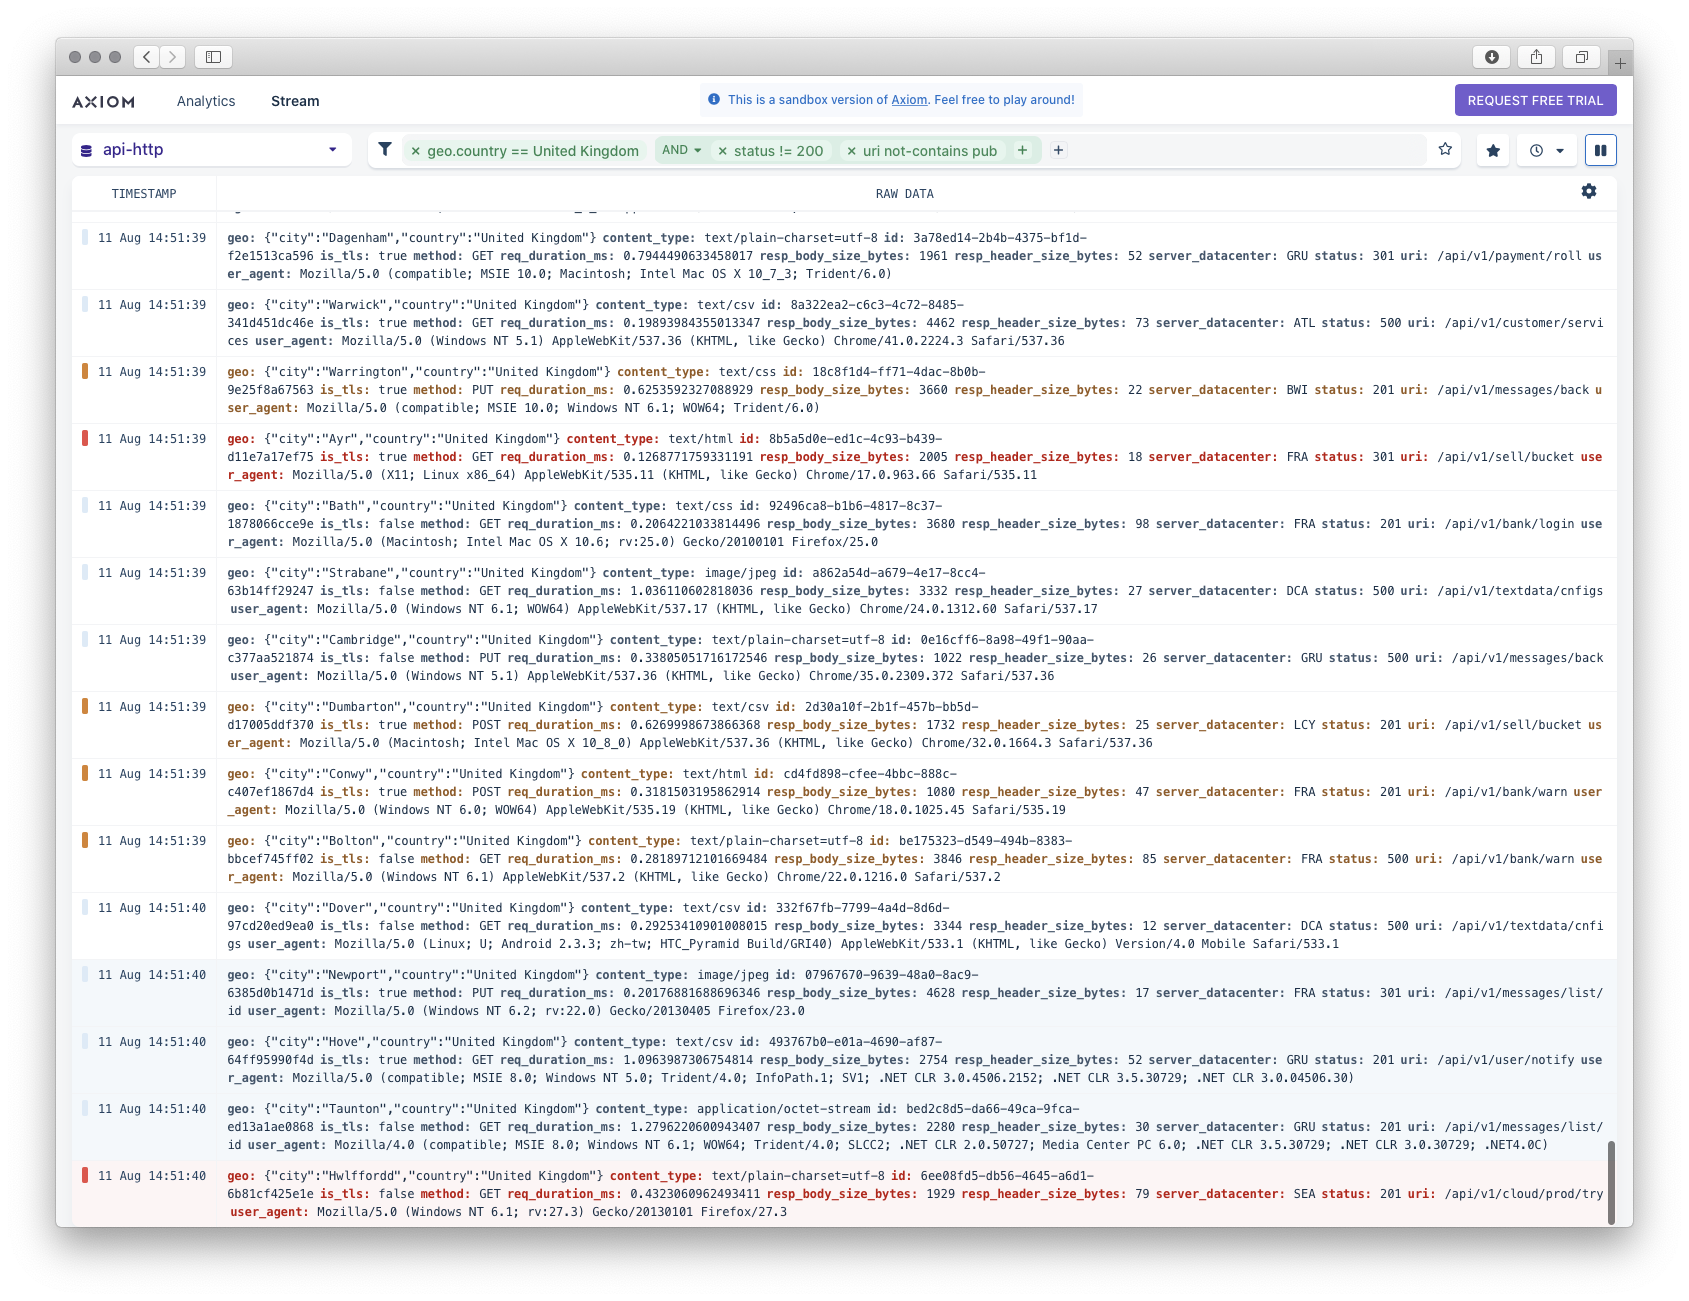 AXIOM Analytics Stream This is a sandbox version of Axiom. Feel free to play around! REQUEST FREE TRIAL
api-http × geo.country == United Kingdom AND × status != 200 × uri not-contains pub + +
TIMESTAMP RAW DATA
11 Aug 14:51:39 geo: {"city":"Dagenham","country":"United Kingdom"} content_type: text/plain-charset=utf-8 id: 3a78ed14-2b4b-4375-bf1d-
f2e1513ca596 is_tls: true method: GET req_duration_ms: 0.7944490633458017 resp_body_size_bytes: 1961 resp_header_size_bytes: 52 server_datacenter: GRU status: 301 uri: /api/v1/payment/roll us
er_agent: Mozilla/5.0 (compatible; MSIE 10.0; Macintosh; Intel Mac OS X 10_7_3; Trident/6.0)
11 Aug 14:51:39 geo: {"city":"Warwick","country":"United Kingdom"} content_type: text/csv id: 8a322ea2-c6c3-4c72-8485-
341d451dc46e is_tls: true method: GET req_duration_ms: 0.19893984355013347 resp_body_size_bytes: 4462 resp_header_size_bytes: 73 server_datacenter: ATL status: 500 uri: /api/v1/customer/servi
ces user_agent: Mozilla/5.0 (Windows NT 5.1) AppleWebKit/537.36 (KHTML, like Gecko) Chrome/41.0.2224.3 Safari/537.36
11 Aug 14:51:39 geo: {"city":"Warrington","country":"United Kingdom"} content_type: text/css id: 18c8f1d4-ff71-4dac-8b0b-
9e25f8a67563 is_tls: true method: PUT req_duration_ms: 0.6253592327088929 resp_body_size_bytes: 3660 resp_header_size_bytes: 22 server_datacenter: BWI status: 201 uri: /api/v1/messages/back u
ser_agent: Mozilla/5.0 (compatible; MSIE 10.0; Windows NT 6.1; WOW64; Trident/6.0)
11 Aug 14:51:39 geo: {"city":"Ayr","country":"United Kingdom"} content_type: text/html id: 8b5a5d0e-ed1c-4c93-b439-
d11e7a17ef75 is_tls: true method: GET req_duration_ms: 0.1268771759331191 resp_body_size_bytes: 2005 resp_header_size_bytes: 18 server_datacenter: FRA status: 301 uri: /api/v1/sell/bucket use
r_agent: Mozilla/5.0 (X11; Linux x86_64) AppleWebKit/535.11 (KHTML, like Gecko) Chrome/17.0.963.66 Safari/535.11
11 Aug 14:51:39 geo: {"city":"Bath","country":"United Kingdom"} content_type: text/css id: 92496ca8-b1b6-4817-8c37-
1878066cce9e is_tls: false method: GET req_duration_ms: 0.2064221033814496 resp_body_size_bytes: 3680 resp_header_size_bytes: 98 server_datacenter: FRA status: 201 uri: /api/v1/bank/login use
r_agent: Mozilla/5.0 (Macintosh; Intel Mac OS X 10.6; rv:25.0) Gecko/20100101 Firefox/25.0
11 Aug 14:51:39 geo: {"city":"Strabane","country":"United Kingdom"} content_type: image/jpeg id: a862a54d-a679-4e17-8cc4-
63b14ff29247 is_tls: false method: GET req_duration_ms: 1.036110602818036 resp_body_size_bytes: 3332 resp_header_size_bytes: 27 server_datacenter: DCA status: 500 uri: /api/v1/textdata/cnfigs
user_agent: Mozilla/5.0 (Windows NT 6.1; WOW64) AppleWebKit/537.17 (KHTML, like Gecko) Chrome/24.0.1312.60 Safari/537.17
11 Aug 14:51:39 geo: {"city":"Cambridge","country":"United Kingdom"} content_type: text/plain-charset=utf-8 id: 0e16cff6-8a98-49f1-90aa-
c377aa521874 is_tls: false method: PUT req_duration_ms: 0.33805051716172546 resp_body_size_bytes: 1022 resp_header_size_bytes: 26 server_datacenter: GRU status: 500 uri: /api/v1/messages/back
user_agent: Mozilla/5.0 (Windows NT 5.1) AppleWebKit/537.36 (KHTML, like Gecko) Chrome/35.0.2309.372 Safari/537.36
11 Aug 14:51:39 geo: {"city":"Dumbarton","country":"United Kingdom"} content_type: text/csv id: 2d30a10f-2b1f-457b-bb5d-
d17005ddf370 is_tls: true method: POST req_duration_ms: 0.6269998673866368 resp_body_size_bytes: 1732 resp_header_size_bytes: 25 server_datacenter: LCY status: 201 uri: /api/v1/sell/bucket us
er_agent: Mozilla/5.0 (Macintosh; Intel Mac OS X 10_8_0) AppleWebKit/537.36 (KHTML, like Gecko) Chrome/32.0.1664.3 Safari/537.36
11 Aug 14:51:39 geo: {"city":"Conwy","country":"United Kingdom"} content_type: text/html id: cd4fd898-cfee-4bbc-888c-
c407ef1867d4 is_tls: true method: POST req_duration_ms: 0.3181503195862914 resp_body_size_bytes: 1080 resp_header_size_bytes: 47 server_datacenter: FRA status: 201 uri: /api/v1/bank/warn user
_agent: Mozilla/5.0 (Windows NT 6.0; WOW64) AppleWebKit/535.19 (KHTML, like Gecko) Chrome/18.0.1025.45 Safari/535.19
11 Aug 14:51:39 geo: {"city":"Bolton","country":"United Kingdom"} content_type: text/plain-charset=utf-8 id: be175323-d549-494b-8383-
bbcef745ff02 is_tls: false method: GET req_duration_ms: 0.28189712101669484 resp_body_size_bytes: 3846 resp_header_size_bytes: 85 server_datacenter: FRA status: 500 uri: /api/v1/bank/warn use
r_agent: Mozilla/5.0 (Windows NT 6.1) AppleWebKit/537.2 (KHTML, like Gecko) Chrome/22.0.1216.0 Safari/537.2
11 Aug 14:51:40 geo: {"city":"Dover","country":"United Kingdom"} content_type: text/csv id: 332f67fb-7799-4a4d-8d6d-
97cd20ed9ea0 is_tls: false method: GET req_duration_ms: 0.29253410901008015 resp_body_size_bytes: 3344 resp_header_size_bytes: 12 server_datacenter: DCA status: 500 uri: /api/v1/textdata/cnfi
gs user_agent: Mozilla/5.0 (Linux; U; Android 2.3.3; zh-tw; HTC_Pyramid Build/GRI40) AppleWebKit/533.1 (KHTML, like Gecko) Version/4.0 Mobile Safari/533.1
11 Aug 14:51:40 geo: {"city":"Newport","country":"United Kingdom"} content_type: image/jpeg id: 07967670-9639-48a0-8ac9-
6385d0b1471d is_tls: true method: PUT req_duration_ms: 0.20176881688696346 resp_body_size_bytes: 4628 resp_header_size_bytes: 17 server_datacenter: FRA status: 301 uri: /api/v1/messages/list/
id user_agent: Mozilla/5.0 (Windows NT 6.2; rv:22.0) Gecko/20130405 Firefox/23.0
11 Aug 14:51:40 geo: {"city":"Hove","country":"United Kingdom"} content_type: text/csv id: 493767b0-e01a-4690-af87-
64ff95990f4d is_tls: true method: GET req_duration_ms: 1.0963987306754814 resp_body_size_bytes: 2754 resp_header_size_bytes: 52 server_datacenter: GRU status: 201 uri: /api/v1/user/notify use
r_agent: Mozilla/5.0 (compatible; MSIE 8.0; Windows NT 5.0; Trident/4.0; InfoPath.1; SV1; .NET CLR 3.0.4506.2152; .NET CLR 3.5.30729; .NET CLR 3.0.04506.30)
11 Aug 14:51:40 geo: {"city":"Taunton","country":"United Kingdom"} content_type: application/octet-stream id: bed2c8d5-da66-49ca-9fca-
ed13a1ae0868 is_tls: false method: GET req_duration_ms: 1.2796220600943407 resp_body_size_bytes: 2280 resp_header_size_bytes: 30 server_datacenter: GRU status: 201 uri: /api/v1/messages/list/
id user_agent: Mozilla/4.0 (compatible; MSIE 8.0; Windows NT 6.1; WOW64; Trident/4.0; SLCC2; .NET CLR 2.0.50727; Media Center PC 6.0; .NET CLR 3.5.30729; .NET CLR 3.0.30729; .NET4.0C)
11 Aug 14:51:40 geo: {"city":"Hwlffordd","country":"United Kingdom"} content_type: text/plain-charset=utf-8 id: 6ee08fd5-db56-4645-a6d1-
6b81cf425e1e is_tls: false method: GET req_duration_ms: 0.4323060962493411 resp_body_size_bytes: 1929 resp_header_size_bytes: 79 server_datacenter: SEA status: 201 uri: /api/v1/cloud/prod/try
user_agent: Mozilla/5.0 (Windows NT 6.1; rv:27.3) Gecko/20130101 Firefox/27.3